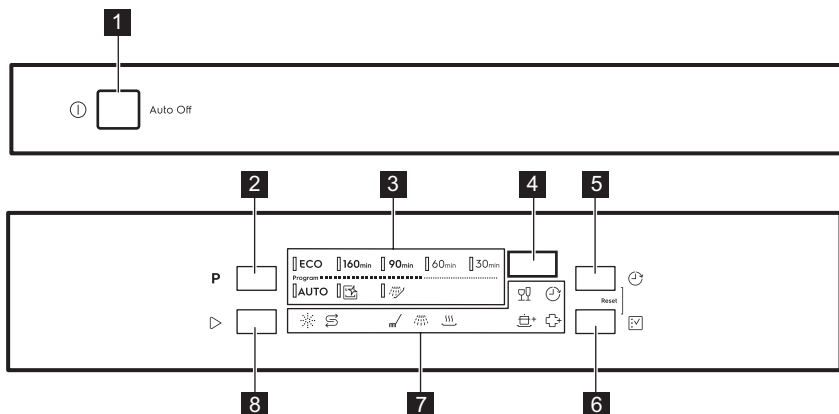 1
Auto Off
2 3 4 5
P ECO 160min 90min 60min 30min
Program
AUTO
Reset
8 7 6